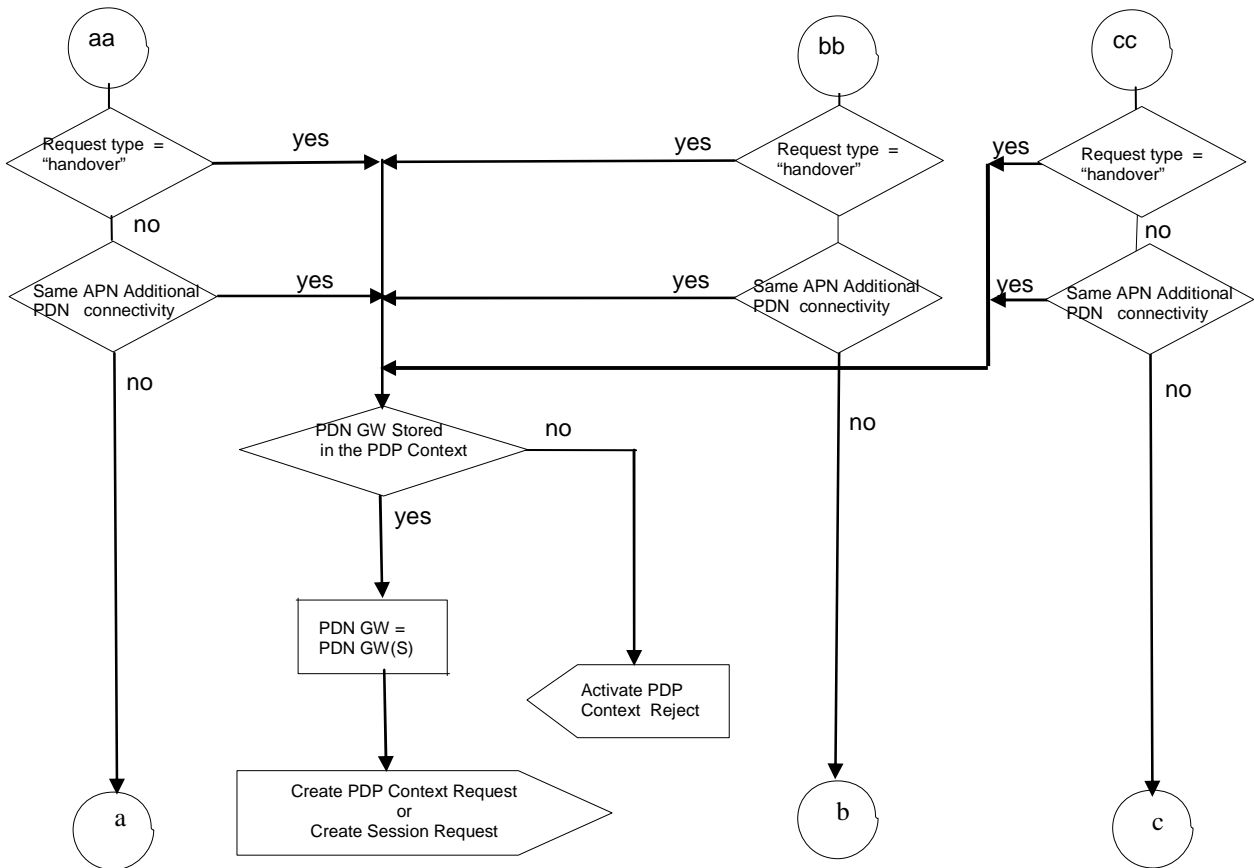 aa
bb
cc
Request type =
“handover”
yes
yes
Request type =
“handover”
yes
Request type =
“handover”
no
no
Same APN Additional
PDN connectivity
yes
yes
Same APN Additional
PDN connectivity
yes
Same APN Additional
PDN connectivity
no
no
no
PDN GW Stored
in the PDP Context
no
yes
PDN GW =
PDN GW(S)
Activate PDP
Context Reject
Create PDP Context Request
or
Create Session Request
a
b
c